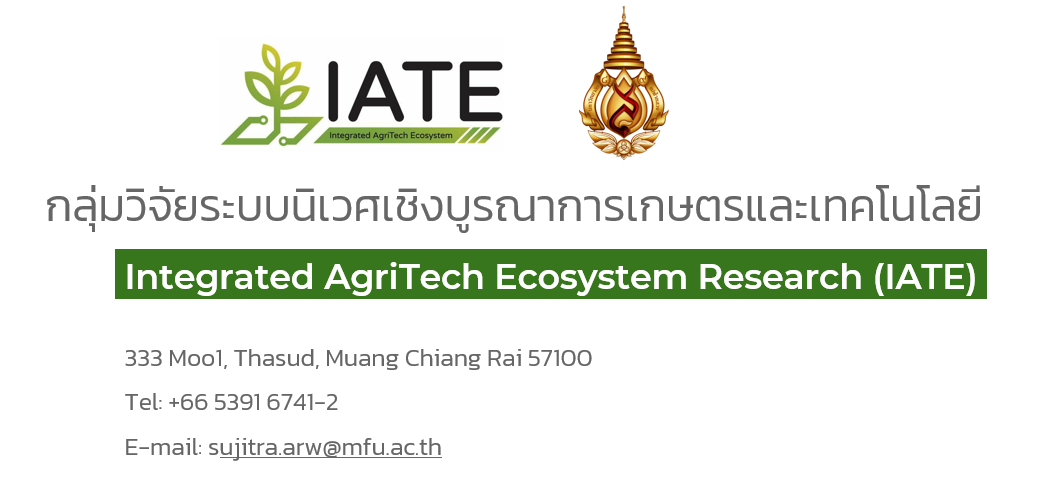 IATE
Integrated AgriTech Ecosystem
กลุ่มวิจัยระบบนิเวศเชิงบูรณาการเกษตรและเทคโนโลยี
Integrated AgriTech Ecosystem Research (IATE)
333 Moo1, Thasud, Muang Chiang Rai 57100
Tel: +66 5391 6741-2
E-mail: sujitra.arw@mfu.ac.th